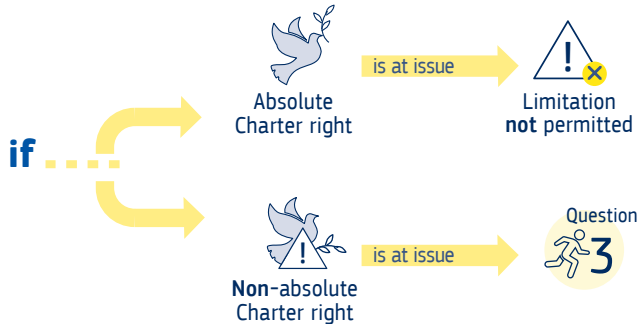 if
Absolute
Charter right
is at issue
Limitation
not permitted
Non-absolute
Charter right
is at issue
Question
3